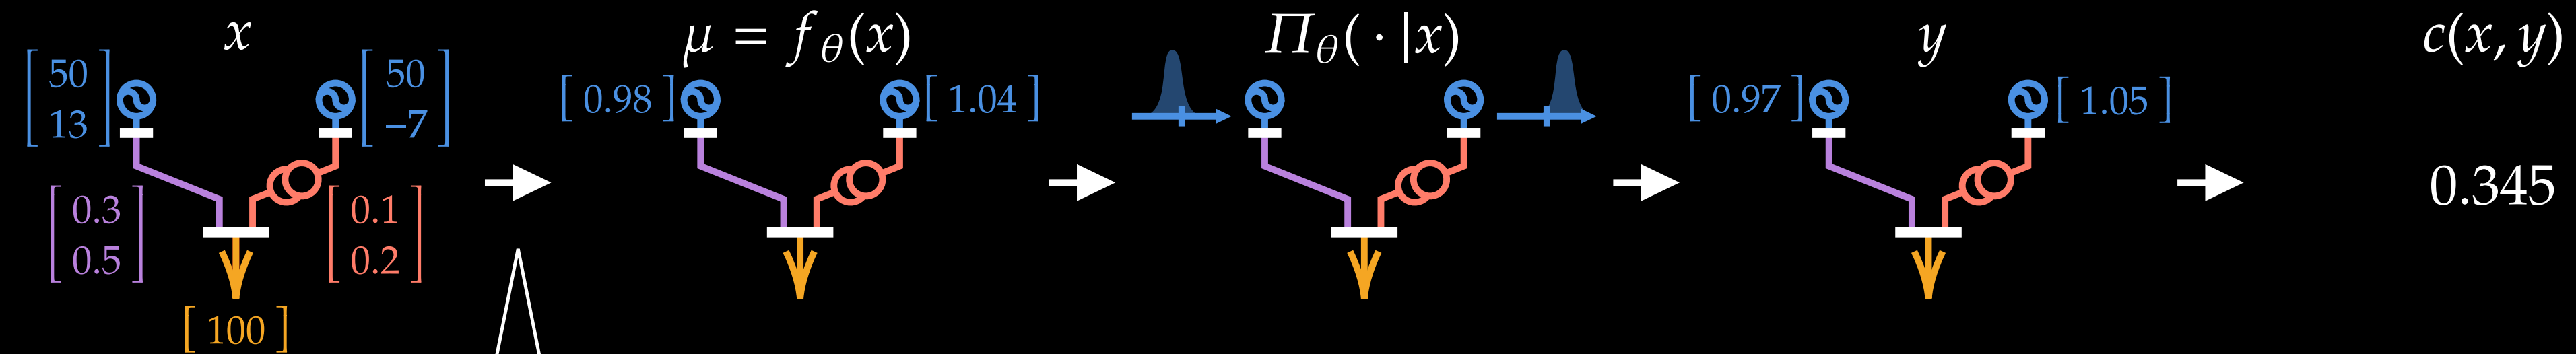 x
μ = f_θ(x)
Π_θ( · |x)
y
c(x, y)
[ 50 13 ]
[ 50 –7 ]
[ 0.98 ]
[ 1.04 ]
[ 0.97 ]
[ 1.05 ]
[ 0.3 0.5 ]
[ 0.1 0.2 ]
0.345
[ 100 ]